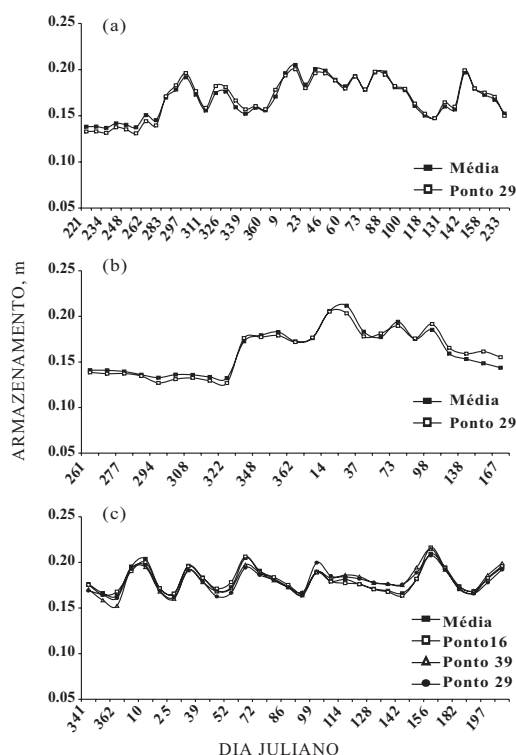 (a)
0.25
0.20
0.15
0.10
0.05
Média
Ponto 29
221 234 248 262 283 297 311 326 339 360 9 23 46 60 73 88 100 118 131 142 158 233
ARMAZENAMENTO, m
(b)
0.25
0.20
0.15
0.10
0.05
Média
Ponto 29
261 277 294 308 322 348 362 14 37 73 98 138 167
(c)
0.25
0.20
0.15
0.10
0.05
Média
Ponto16
Ponto 39
Ponto 29
341 362 10 25 39 52 72 86 99 114 128 142 156 182 197
DIA JULIANO